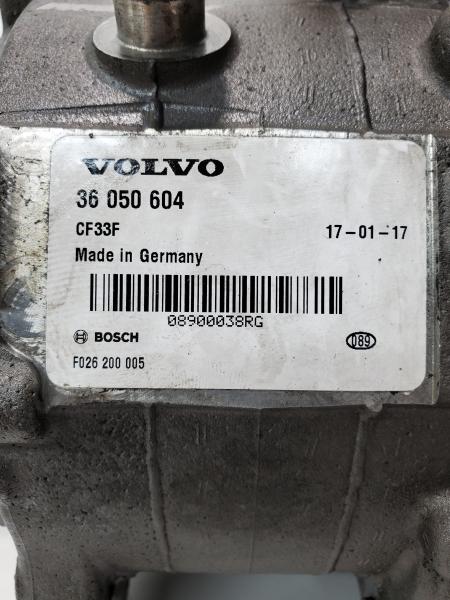 VOLVO
36 050 604
CF33F 17-01-17
Made in Germany
08900038RG
BOSCH 089
F026 200 005